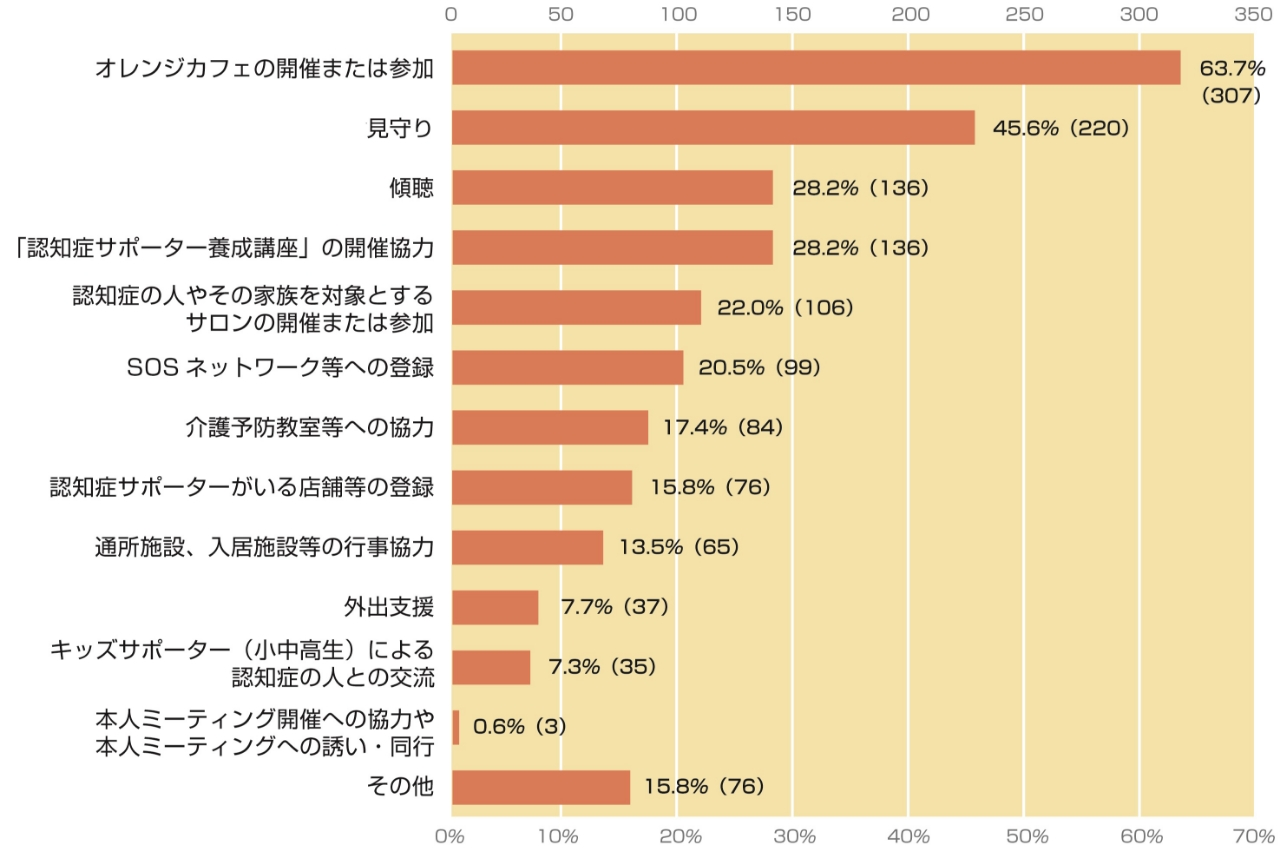 0 50 100 150 200 250 300 350
オレンジカフェの開催または参加 63.7%
(307)
見守り 45.6%（220）
傾聴 28.2%（136）
「認知症サポーター養成講座」の開催協力 28.2%（136）
認知症の人やその家族を対象とする
サロンの開催または参加 22.0%（106）
SOS ネットワーク等への登録 20.5%（99）
介護予防教室等への協力 17.4%（84）
認知症サポーターがいる店舗等の登録 15.8%（76）
通所施設、入居施設等の行事協力 13.5%（65）
外出支援 7.7%（37）
キッズサポーター（小中高生）による
認知症の人との交流 7.3%（35）
本人ミーティング開催への協力や
本人ミーティングへの誘い・同行 0.6%（3）
その他 15.8%（76）
0% 10% 20% 30% 40% 50% 60% 70%